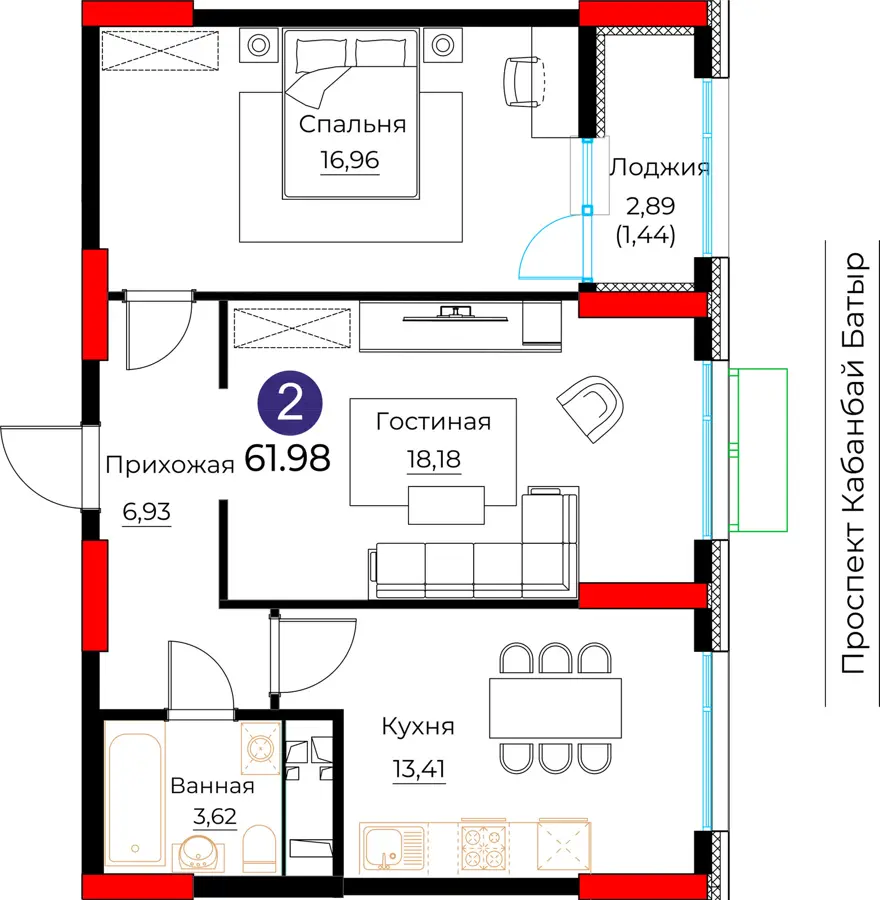 Спальня
16,96
Лоджия
2,89
(1,44)
2
61.98
Гостиная
18,18
Прихожая
6,93
Кухня
13,41
Ванная
3,62
Проспект Кабанбай Батыр